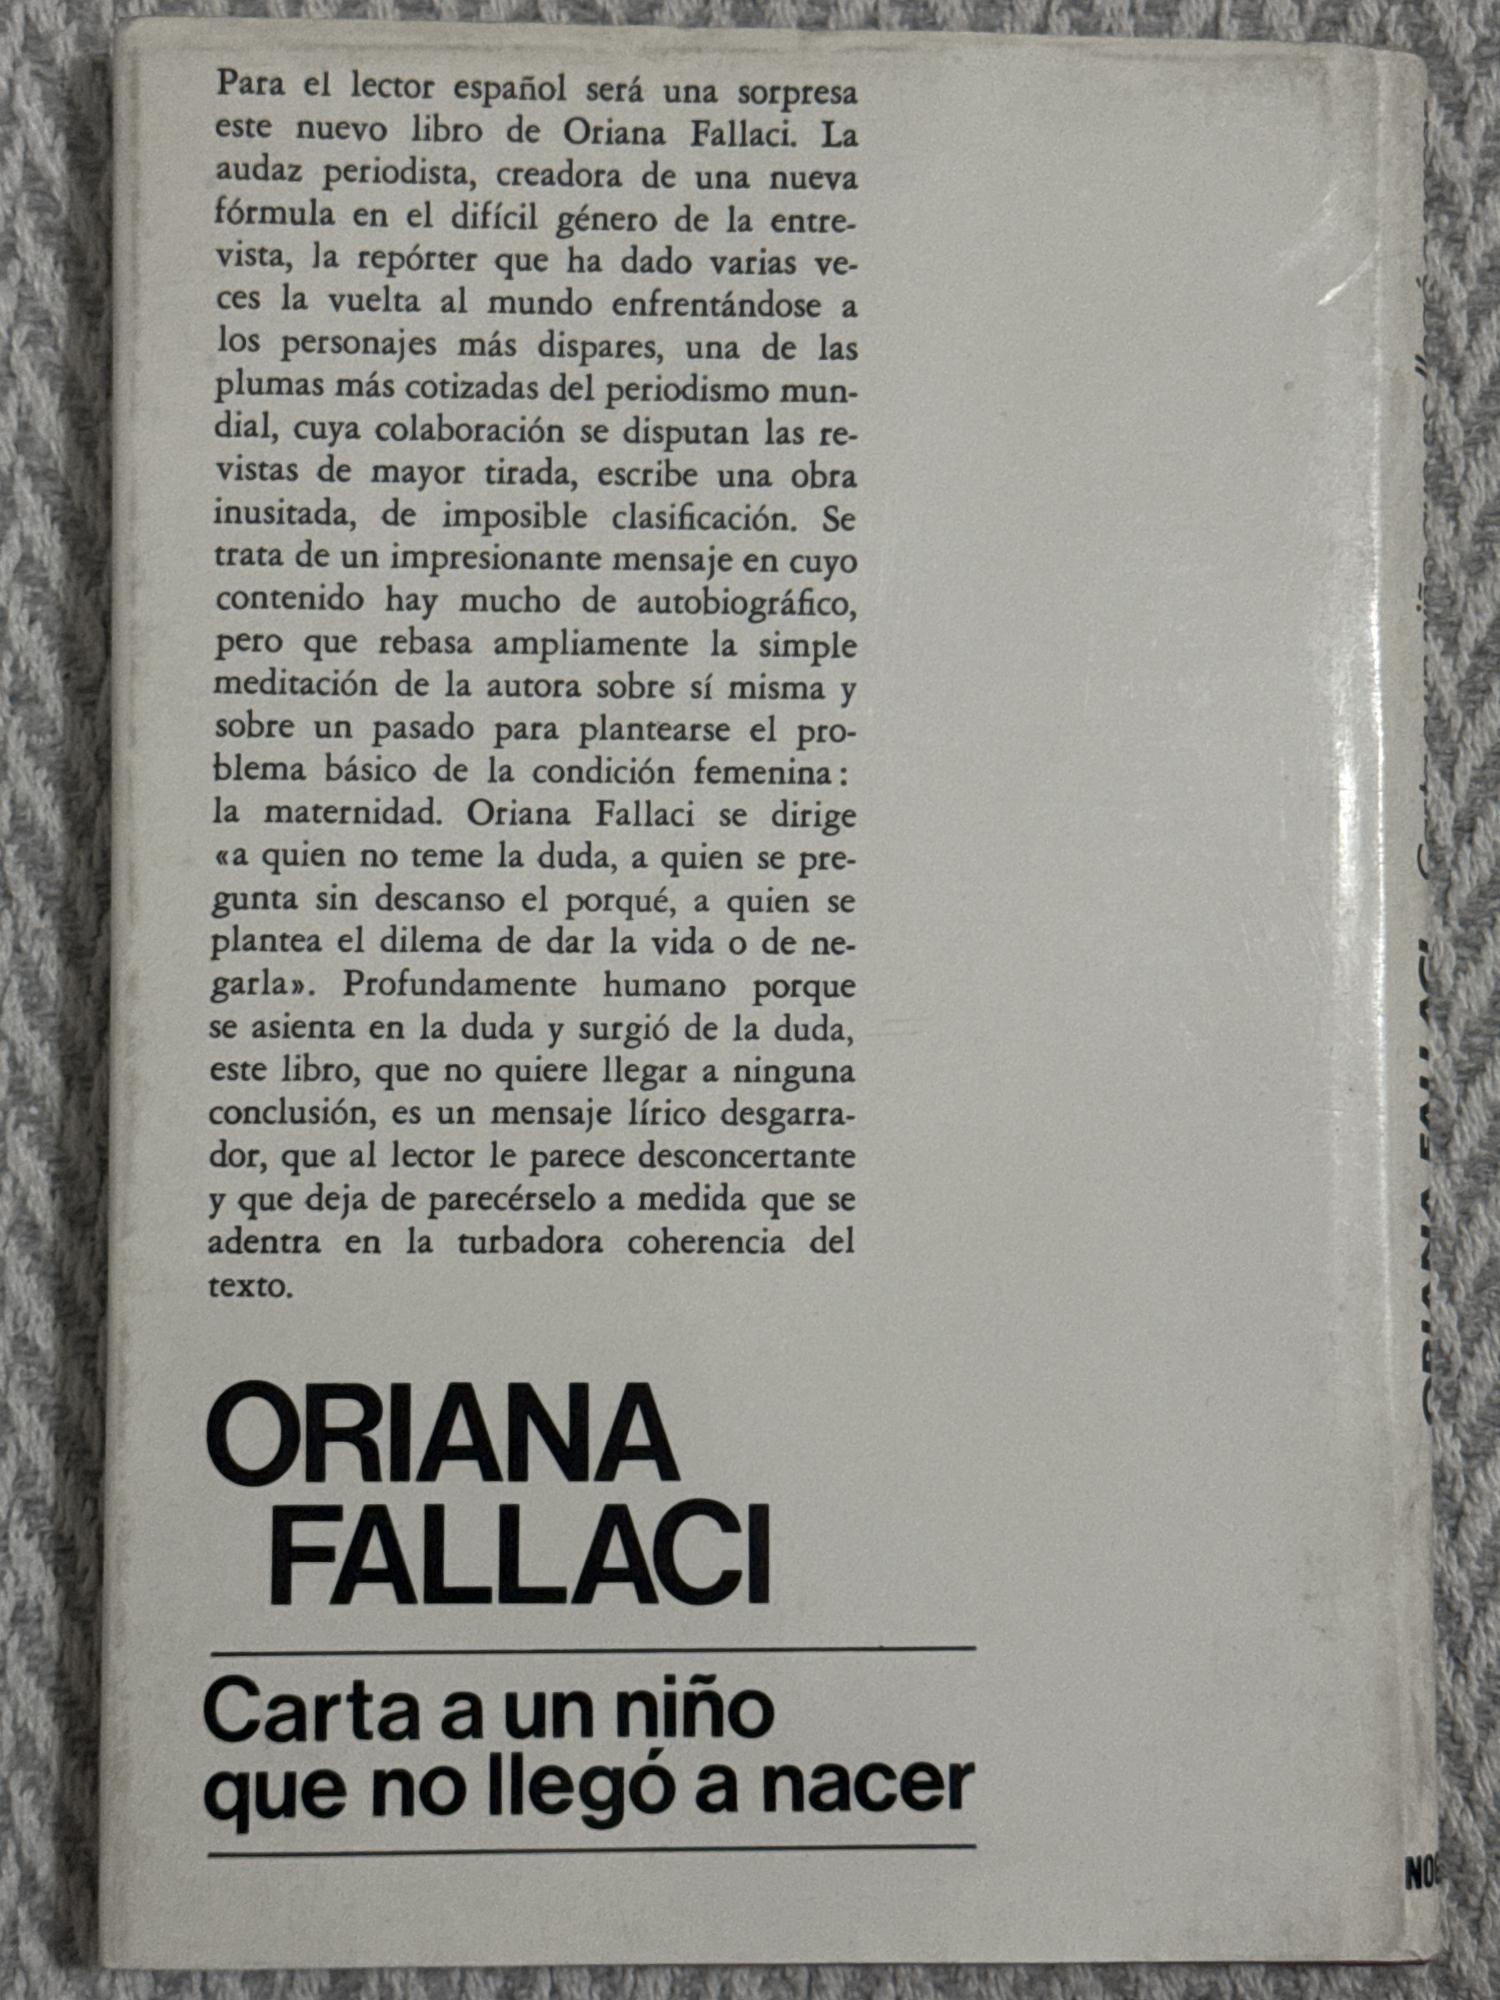 Para el lector español será una sorpresa
este nuevo libro de Oriana Fallaci. La
audaz periodista, creadora de una nueva
fórmula en el difícil género de la entre-
vista, la repórter que ha dado varias ve-
ces la vuelta al mundo enfrentándose a
los personajes más dispares, una de las
plumas más cotizadas del periodismo mun-
dial, cuya colaboración se disputan las re-
vistas de mayor tirada, escribe una obra
inusitada, de imposible clasificación. Se
trata de un impresionante mensaje en cuyo
contenido hay mucho de autobiográfico,
pero que rebasa ampliamente la simple
meditación de la autora sobre sí misma y
sobre un pasado para plantearse el pro-
blema básico de la condición femenina:
la maternidad. Oriana Fallaci se dirige
«a quien no teme la duda, a quien se pre-
gunta sin descanso el porqué, a quien se
plantea el dilema de dar la vida o de ne-
garla». Profundamente humano porque
se asienta en la duda y surgió de la duda,
este libro, que no quiere llegar a ninguna
conclusión, es un mensaje lírico desgarra-
dor, que al lector le parece desconcertante
y que deja de parecérselo a medida que se
adentra en la turbadora coherencia del
texto.
ORIANA
FALLACI
Carta a un niño
que no llegó a nacer
ORIANA FALLACI